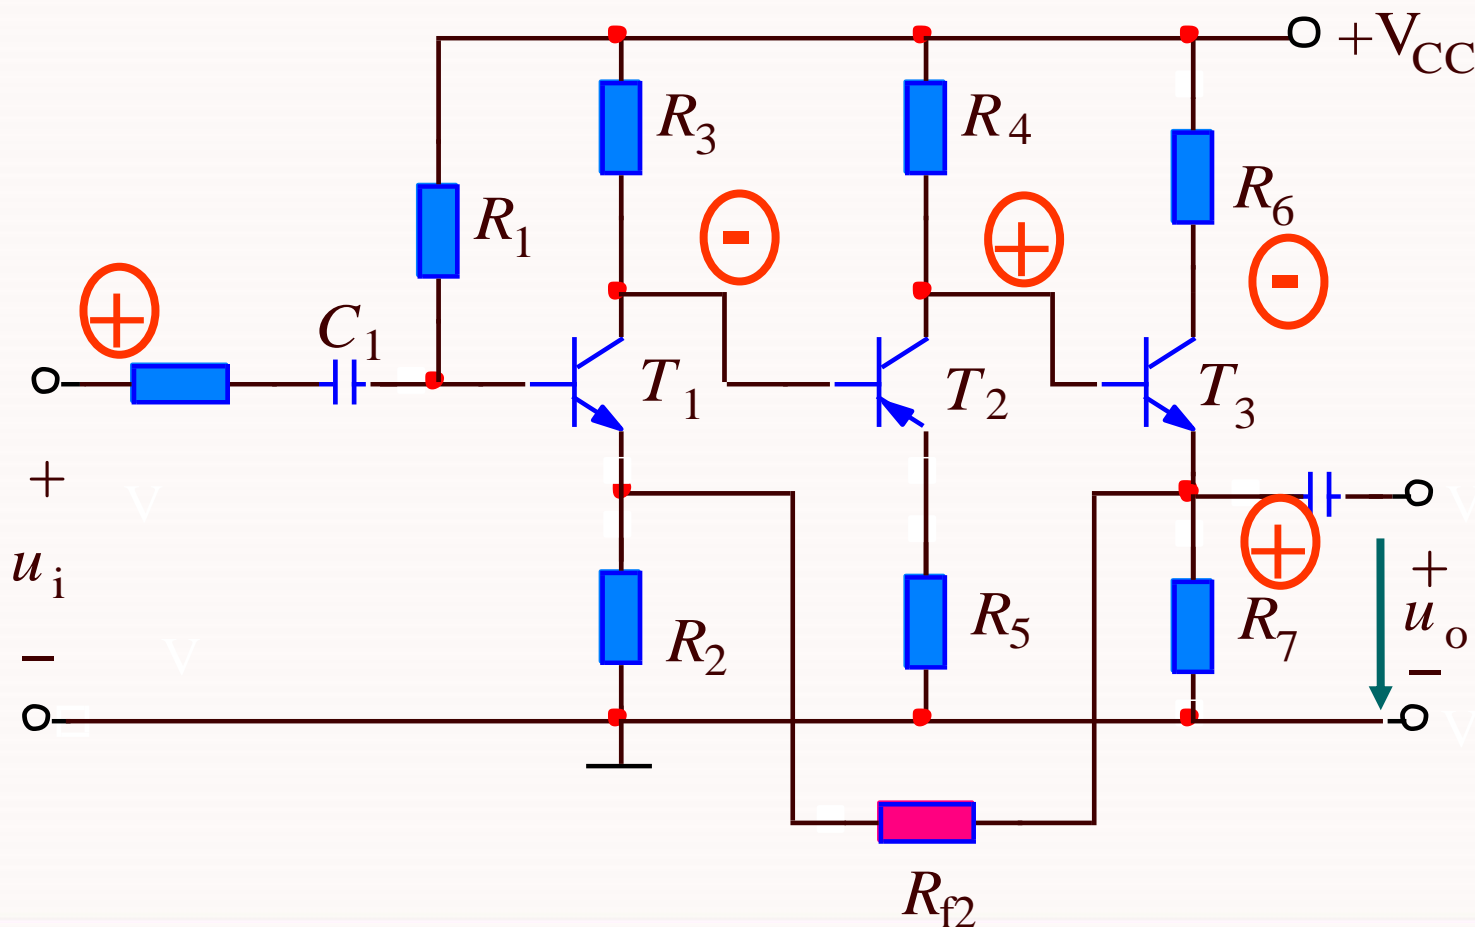 +VCC
R3
R4
R6
R1
-
+
-
+
C1
T1
T2
T3
+
V
V
+
+
ui
R2
R5
R7
uo
V
−
−
V
Rf2